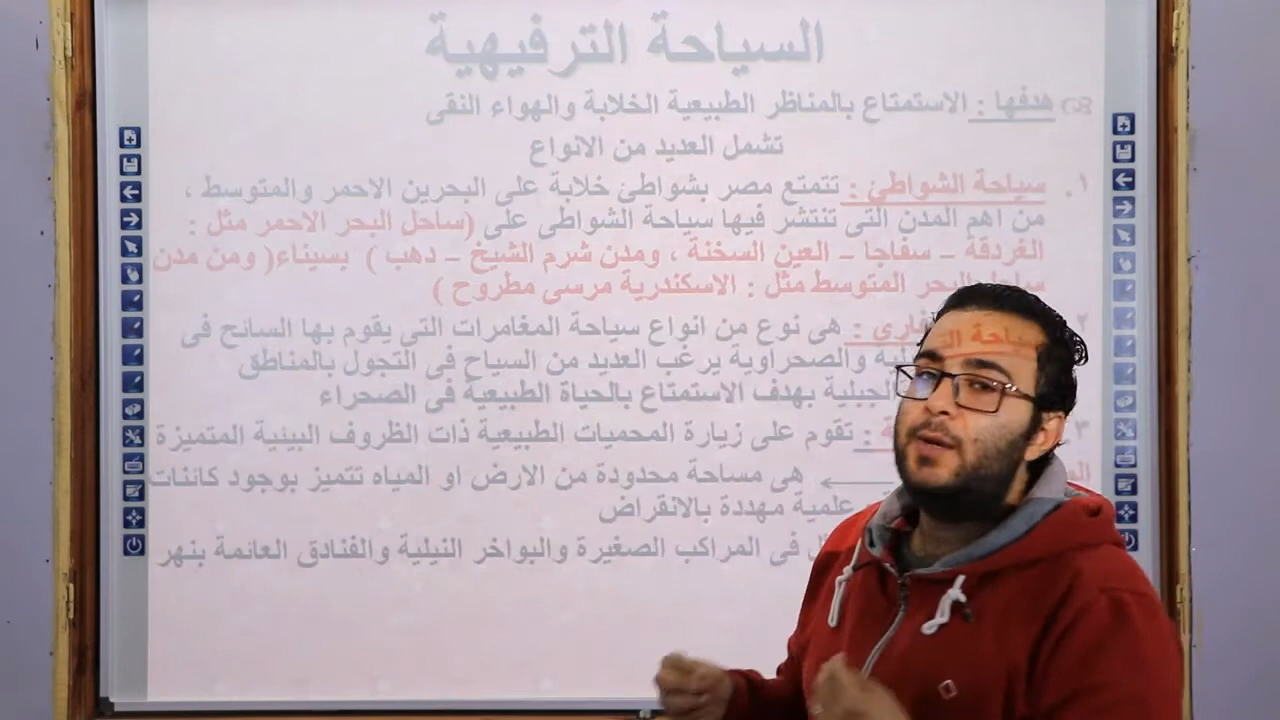 السياحة الترفيهية
هدفها : الاستمتاع بالمناظر الطبيعية الخلابة والهواء النقى
تشمل العديد من الانواع
١. سياحة الشواطئ : تتمتع مصر بشواطئ خلابة على البحرين الاحمر والمتوسط ،
من اهم المدن التى تنتشر فيها سياحة الشواطى على (ساحل البحر الاحمر مثل :
الغردقة – سفاجا – العين السخنة ، ومدن شرم الشيخ – دهب ) بسيناء( ومن مدن
ساحل البحر المتوسط مثل : الاسكندرية مرسى مطروح )
٢ سياحة : هى نوع من انواع سياحة المغامرات التى يقوم بها السائح فى
والصحراوية يرغب العديد من السياح فى التجول بالمناطق
الجبلية بهدف الاستمتاع بالحياة الطبيعية فى الصحراء
٣ : تقوم على زيارة المحميات الطبيعية ذات الظروف البيئية المتميزة
هى مساحة محدودة من الارض او المياه تتميز بوجود كائنات
علمية مهددة بالانقراض
فى المراكب الصغيرة والبواخر النيلية والفنادق العائمة بنهر